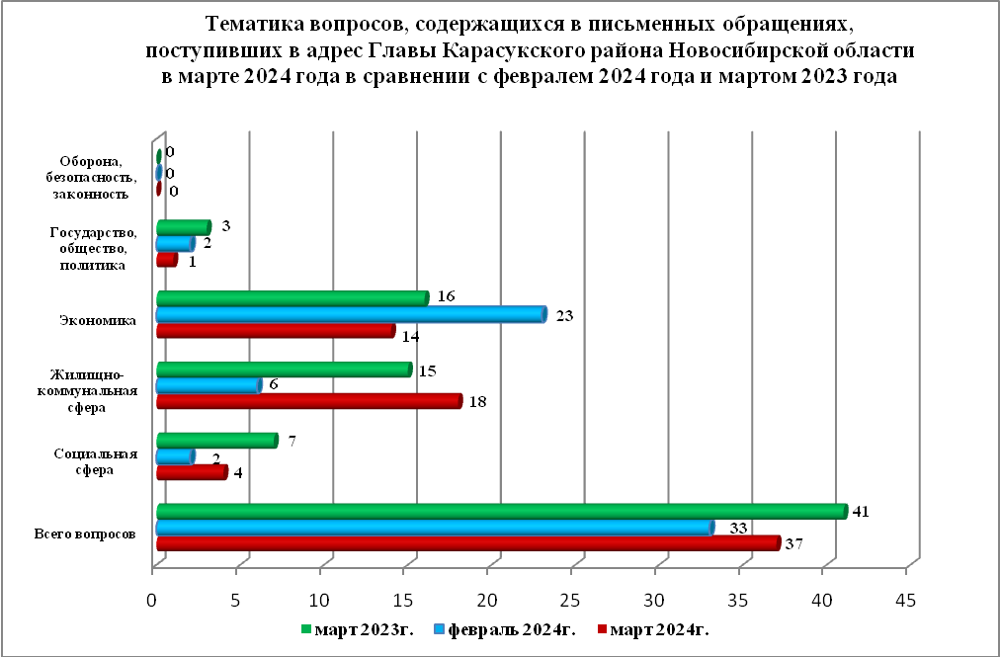 Тематика вопросов, содержащихся в письменных обращениях,
поступивших в адрес Главы Карасукского района Новосибирской области
в марте 2024 года в сравнении с февралем 2024 года и мартом 2023 года
Оборона,
безопасность,
законность
0
0
0
Государство,
общество,
политика
3
2
1
Экономика
16
23
14
Жилищно-
коммунальная
сфера
15
6
18
Социальная
сфера
7
2
4
Всего вопросов
41
33
37
0 5 10 15 20 25 30 35 40 45
март 2023г. февраль 2024г. март 2024г.